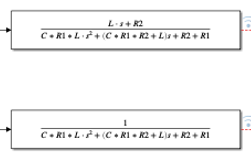 L · s + R2
C * R1 * L · s² + (C * R1 * R2 + L)s + R2 + R1
1
C * R1 * L · s² + (C * R1 * R2 + L)s + R2 + R1